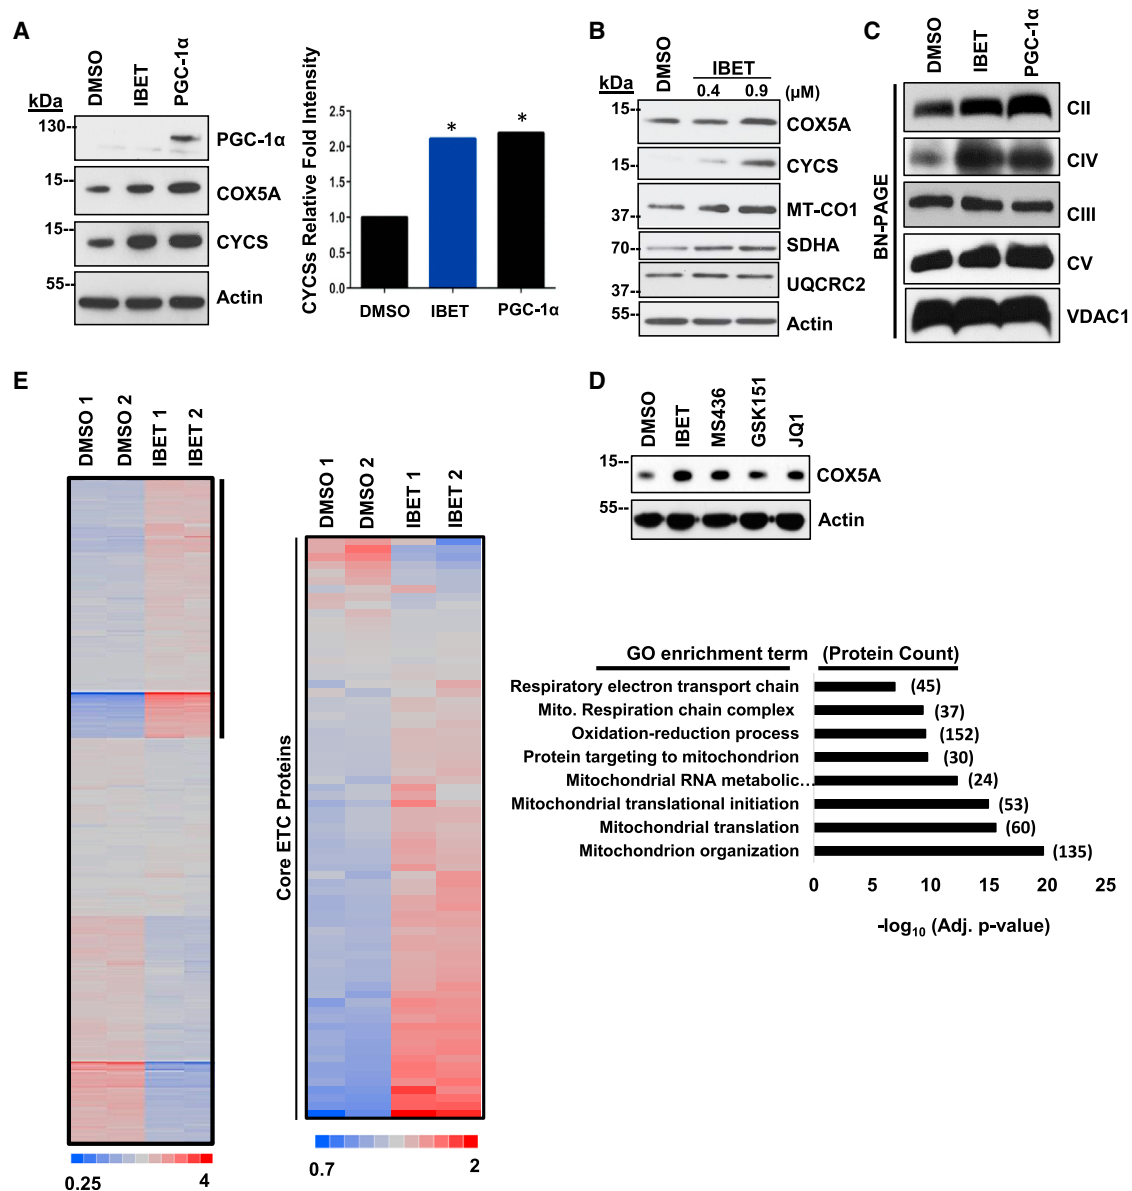 A
DMSO
IBET
PGC-1α
kDa
130--
PGC-1α
15--
COX5A
15--
CYCS
55--
Actin
CYCSs Relative Fold Intensity
2.5
2.0
1.5
1.0
0.5
0.0
*
*
DMSO
IBET
PGC-1α
B
DMSO
IBET
kDa
0.4
0.9
(µM)
15--
COX5A
15--
CYCS
37--
MT-CO1
70--
SDHA
37--
UQCRC2
55--
Actin
C
DMSO
IBET
PGC-1α
BN-PAGE
CII
CIV
CIII
CV
VDAC1
E
DMSO 1
DMSO 2
IBET 1
IBET 2
0.25
4
DMSO 1
DMSO 2
IBET 1
IBET 2
Core ETC Proteins
0.7
2
D
DMSO
IBET
MS436
GSK151
JQ1
15--
COX5A
55--
Actin
GO enrichment term (Protein Count)
Respiratory electron transport chain (45)
Mito. Respiration chain complex (37)
Oxidation-reduction process (152)
Protein targeting to mitochondrion (30)
Mitochondrial RNA metabolic... (24)
Mitochondrial translational initiation (53)
Mitochondrial translation (60)
Mitochondrion organization (135)
0 5 10 15 20 25
-log₁₀ (Adj. p-value)